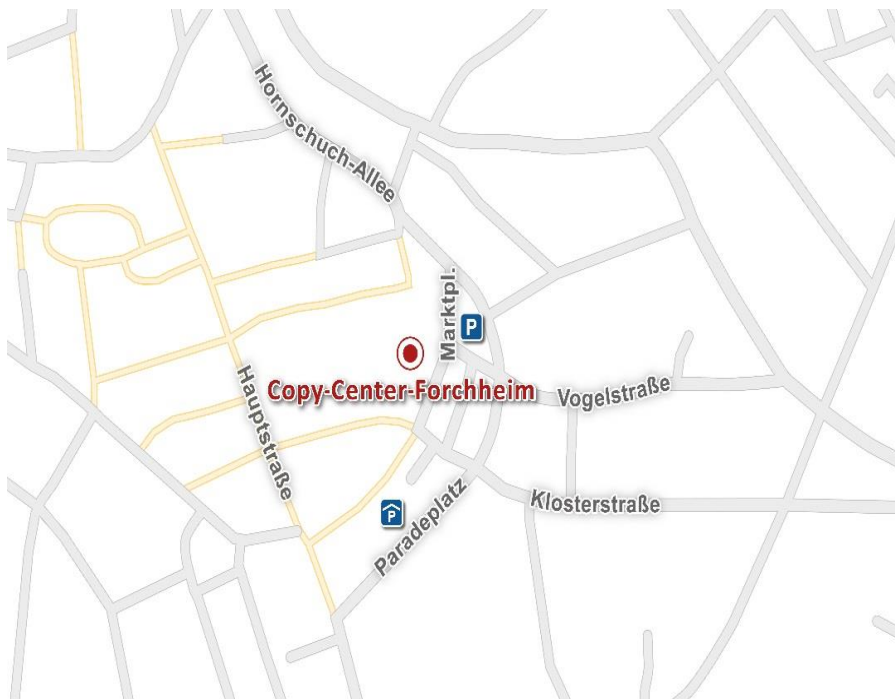 Hornschuch-Allee
Marktpl.
P
Hauptstraße
Copy-Center-Forchheim
Vogelstraße
P
Paradeplatz
Klosterstraße